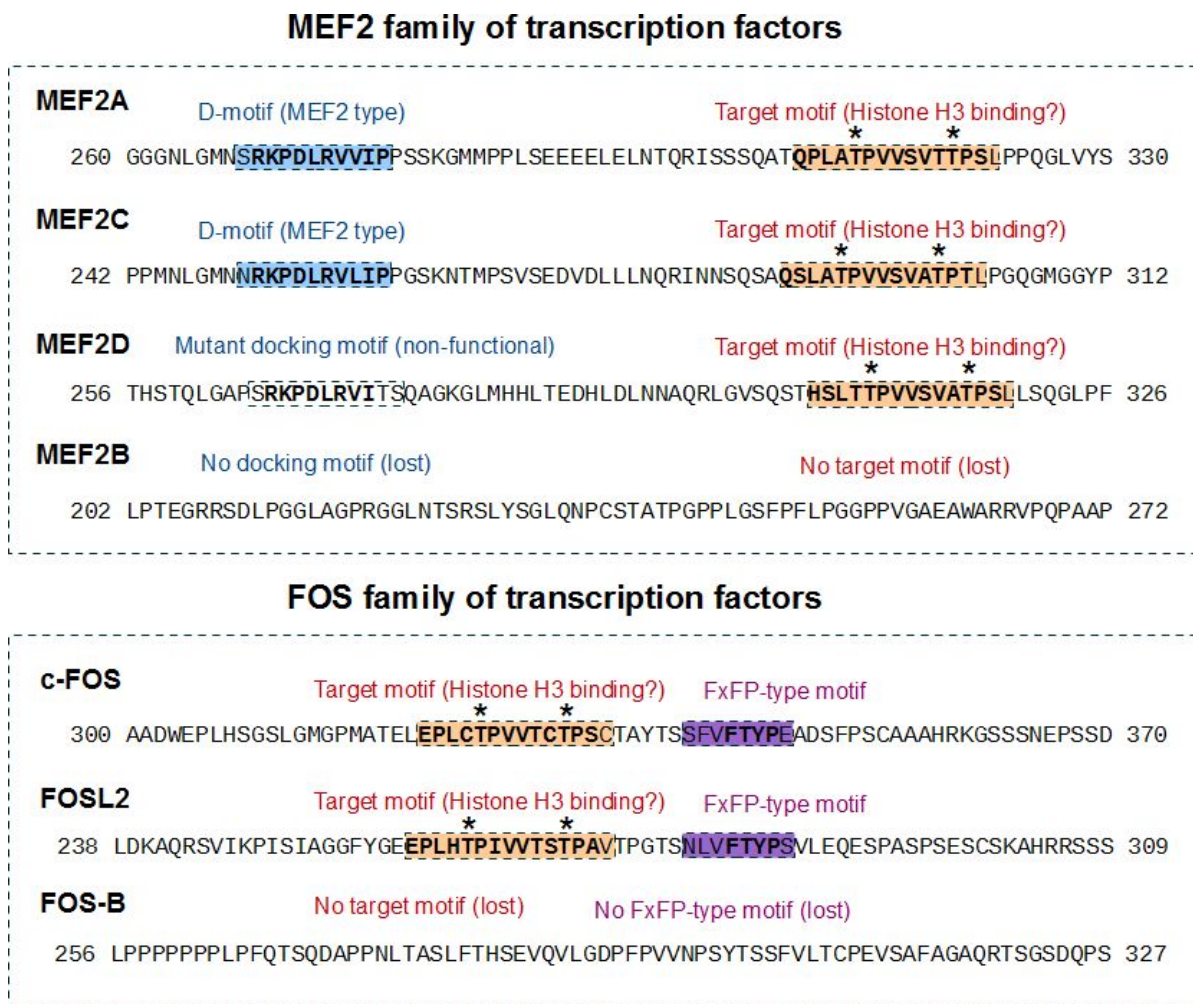 MEF2 family of transcription factors
MEF2A
D-motif (MEF2 type) Target motif (Histone H3 binding?)
* *
260 GGGNLGMNSRKPDLRVVIPPSSKGMMPPLSEEEELELNTQRISSSQATQPLATPVVSVTTPSLPPQGLVYS 330
MEF2C
D-motif (MEF2 type) Target motif (Histone H3 binding?)
* *
242 PPMNLGMNNRKPDLRVLIPPGSKNTMPSVSEDVDLLLNQRINNSQSAQSLATPVVSVATPTLPGQGMGGYP 312
MEF2D
Mutant docking motif (non-functional) Target motif (Histone H3 binding?)
* *
256 THSTQLGAPSRKPDLRVITSQAGKGLMHHLTEDHLDLNNAQRLGVSQSTHSLTTPVVSVATPSLLSQGLPF 326
MEF2B
No docking motif (lost) No target motif (lost)
202 LPTEGRRSDLPGGLAGPRGGLNTSRSLYSGLQNPCSTATPGPPLGSFPFLPGGPPVGAEAWARRVPQPAAP 272
FOS family of transcription factors
c-FOS
Target motif (Histone H3 binding?) FxFP-type motif
* *
300 AADWEPLHSGSLGMGPMATELEPLCTPVVTCTPSCTAYTSSFVFTYPEADSFPSCAAAHRKGSSSNEPSSD 370
FOSL2
Target motif (Histone H3 binding?) FxFP-type motif
* *
238 LDKAQRSVIKPISIAGGFYGEEPLHTPIVVTSTPAVTPGTSNLVFTYPSVLEQESPASPSESCSKAHRRSSS 309
FOS-B
No target motif (lost) No FxFP-type motif (lost)
256 LPPPPPPPLPFQTSQDAPPNLTASLFTHSEVQVLGDPFPVVNPSYTSSFVLTCPEVSAFAGAQRTSGSDQPS 327